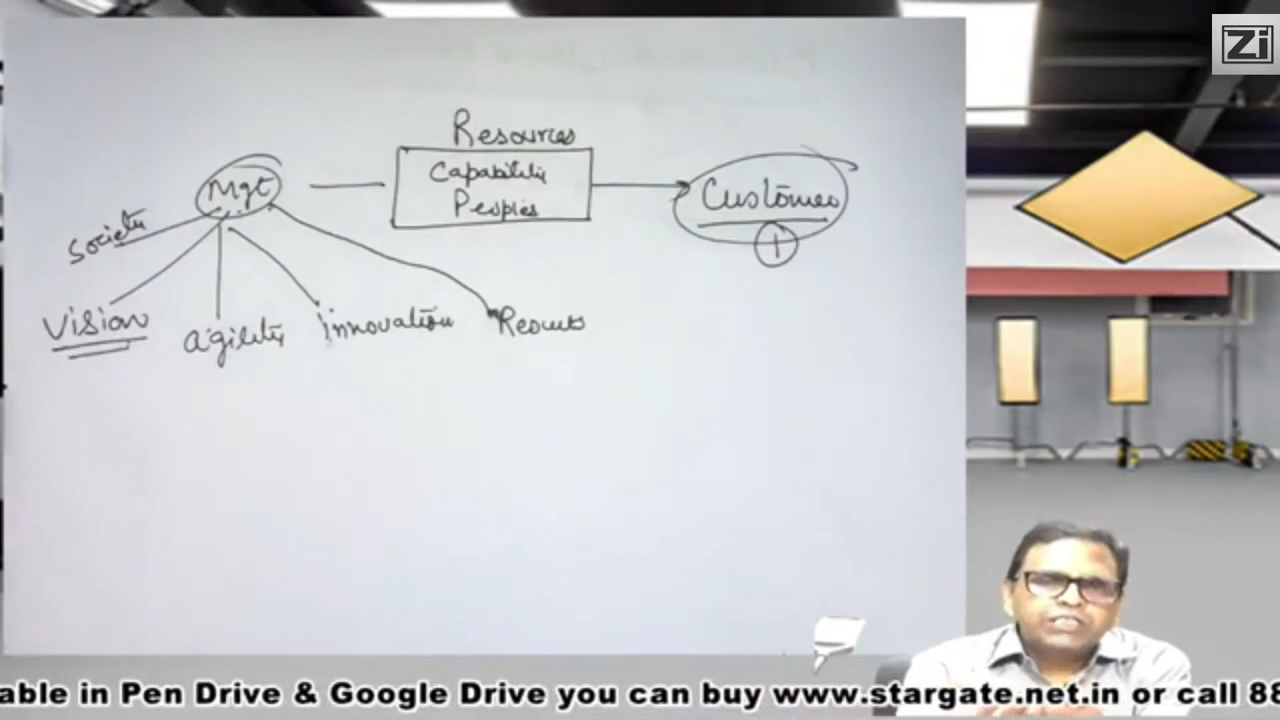 Zi
Resources
Mgt
Capability
Peoples
Customer
1
Society
Vision
agility
innovation
Results
able in Pen Drive & Google Drive you can buy www.stargate.net.in or call 88